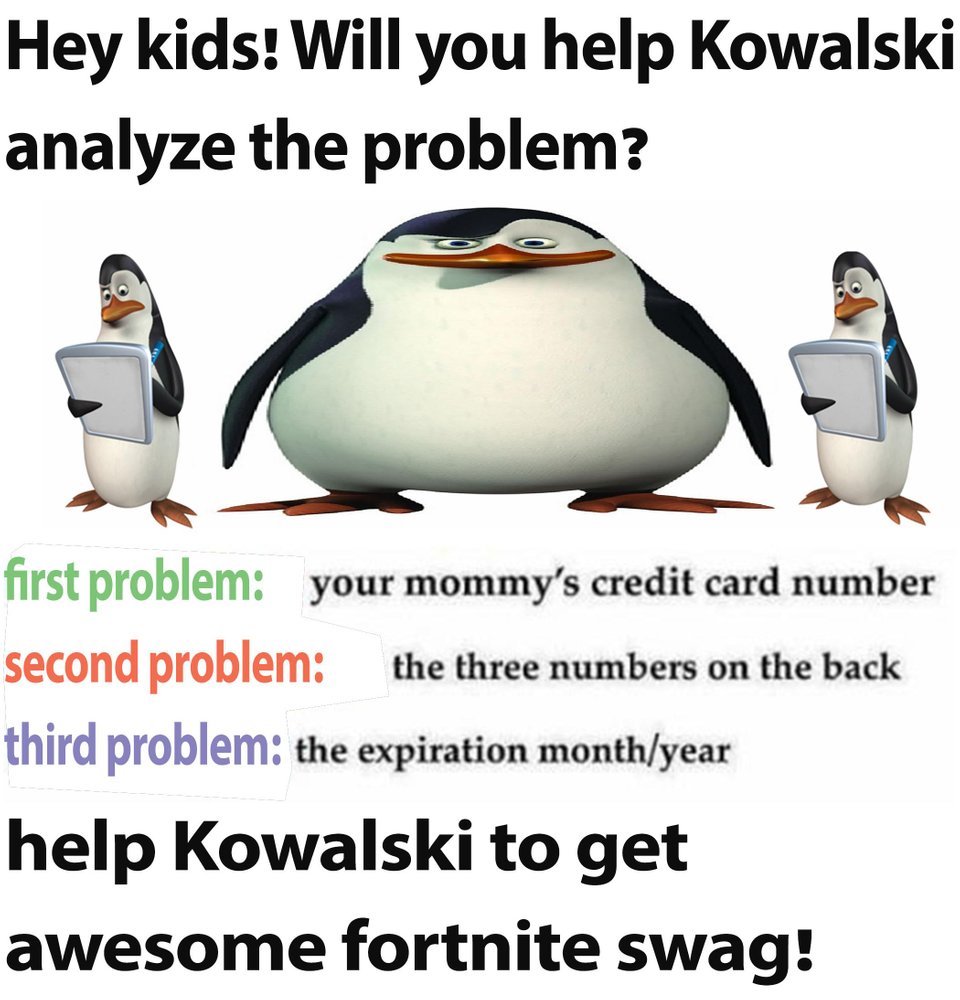 Hey kids! Will you help Kowalski
analyze the problem?
first problem: your mommy's credit card number
second problem: the three numbers on the back
third problem: the expiration month/year
help Kowalski to get
awesome fortnite swag!